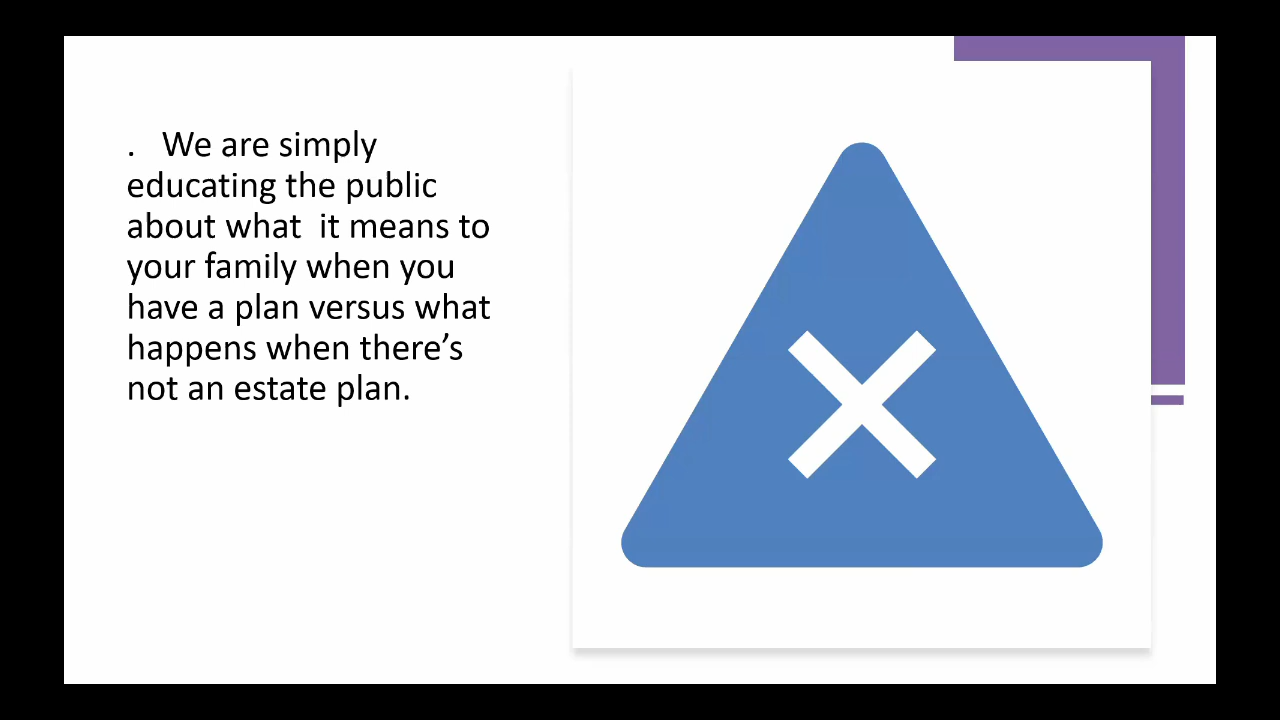 .   We are simply
educating the public
about what  it means to
your family when you
have a plan versus what
happens when there’s
not an estate plan.